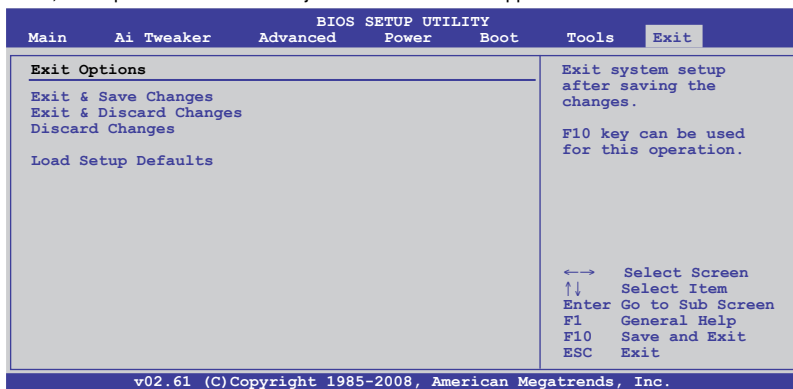 BIOS SETUP UTILITY
Main Ai Tweaker Advanced Power Boot Tools Exit
Exit Options
Exit & Save Changes
Exit & Discard Changes
Discard Changes
Load Setup Defaults
Exit system setup
after saving the
changes.
F10 key can be used
for this operation.
←→ Select Screen
↑↓ Select Item
Enter Go to Sub Screen
F1 General Help
F10 Save and Exit
ESC Exit
v02.61 (C)Copyright 1985-2008, American Megatrends, Inc.